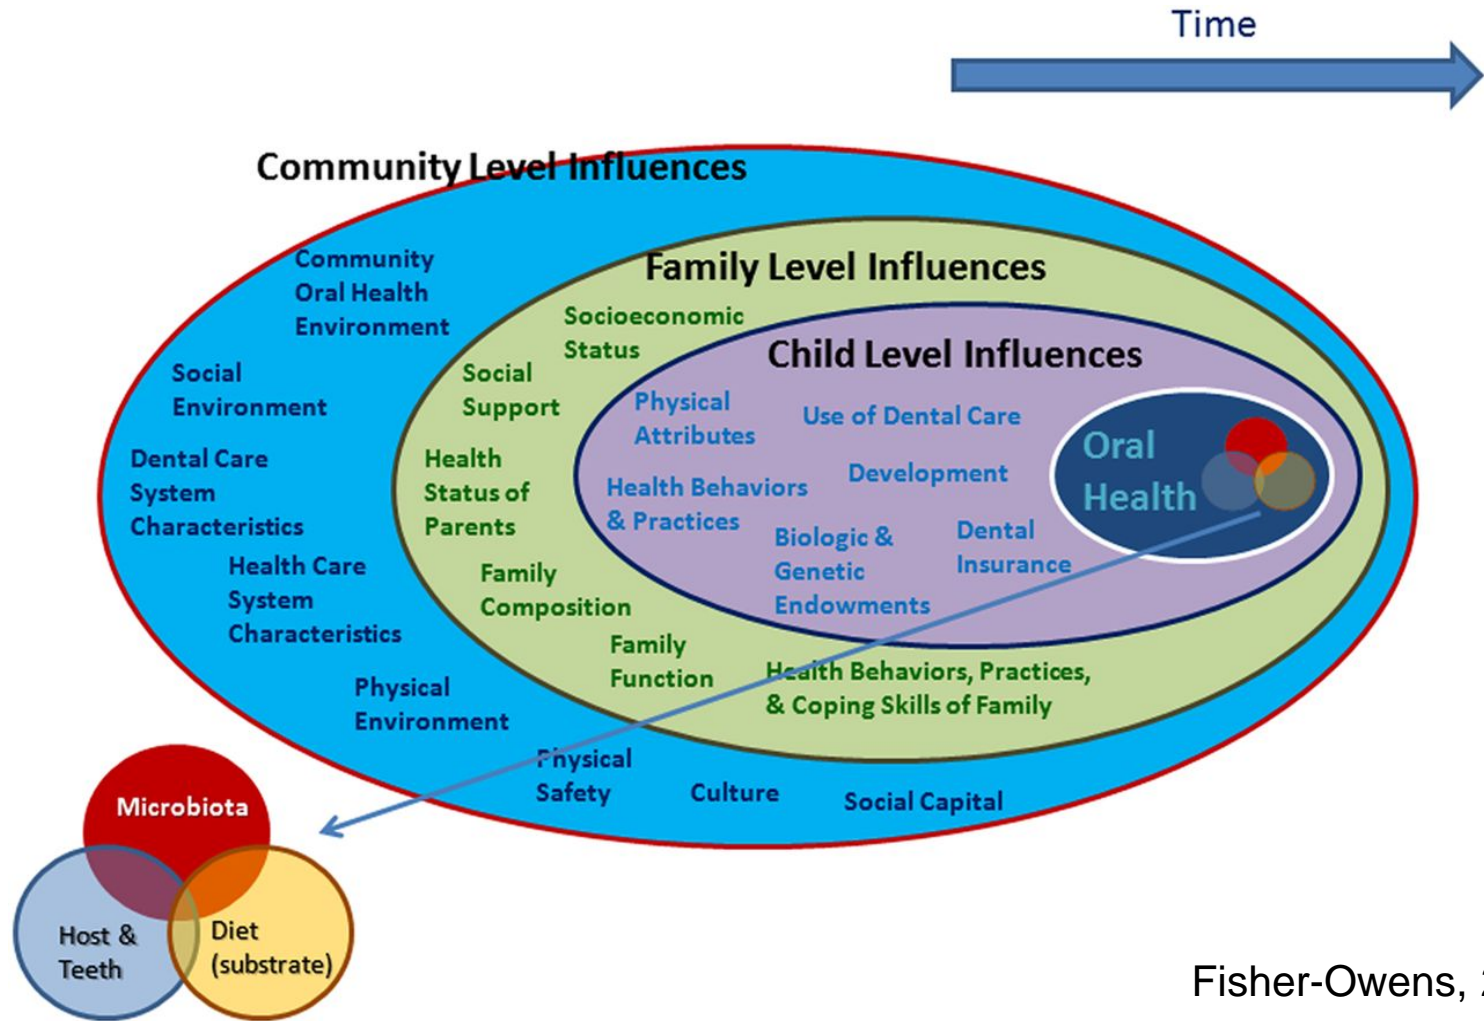 Time
Community Level Influences
Community
Oral Health
Environment
Social
Environment
Dental Care
System
Characteristics
Health Care
System
Characteristics
Physical
Environment
Physical
Safety
Culture
Social Capital
Family Level Influences
Socioeconomic
Status
Social
Support
Health
Status of
Parents
Family
Composition
Family
Function
Health Behaviors, Practices,
& Coping Skills of Family
Child Level Influences
Physical
Attributes
Use of Dental Care
Health Behaviors
& Practices
Development
Biologic &
Genetic
Endowments
Dental
Insurance
Oral
Health
Microbiota
Host &
Teeth
Diet
(substrate)
Fisher-Owens,